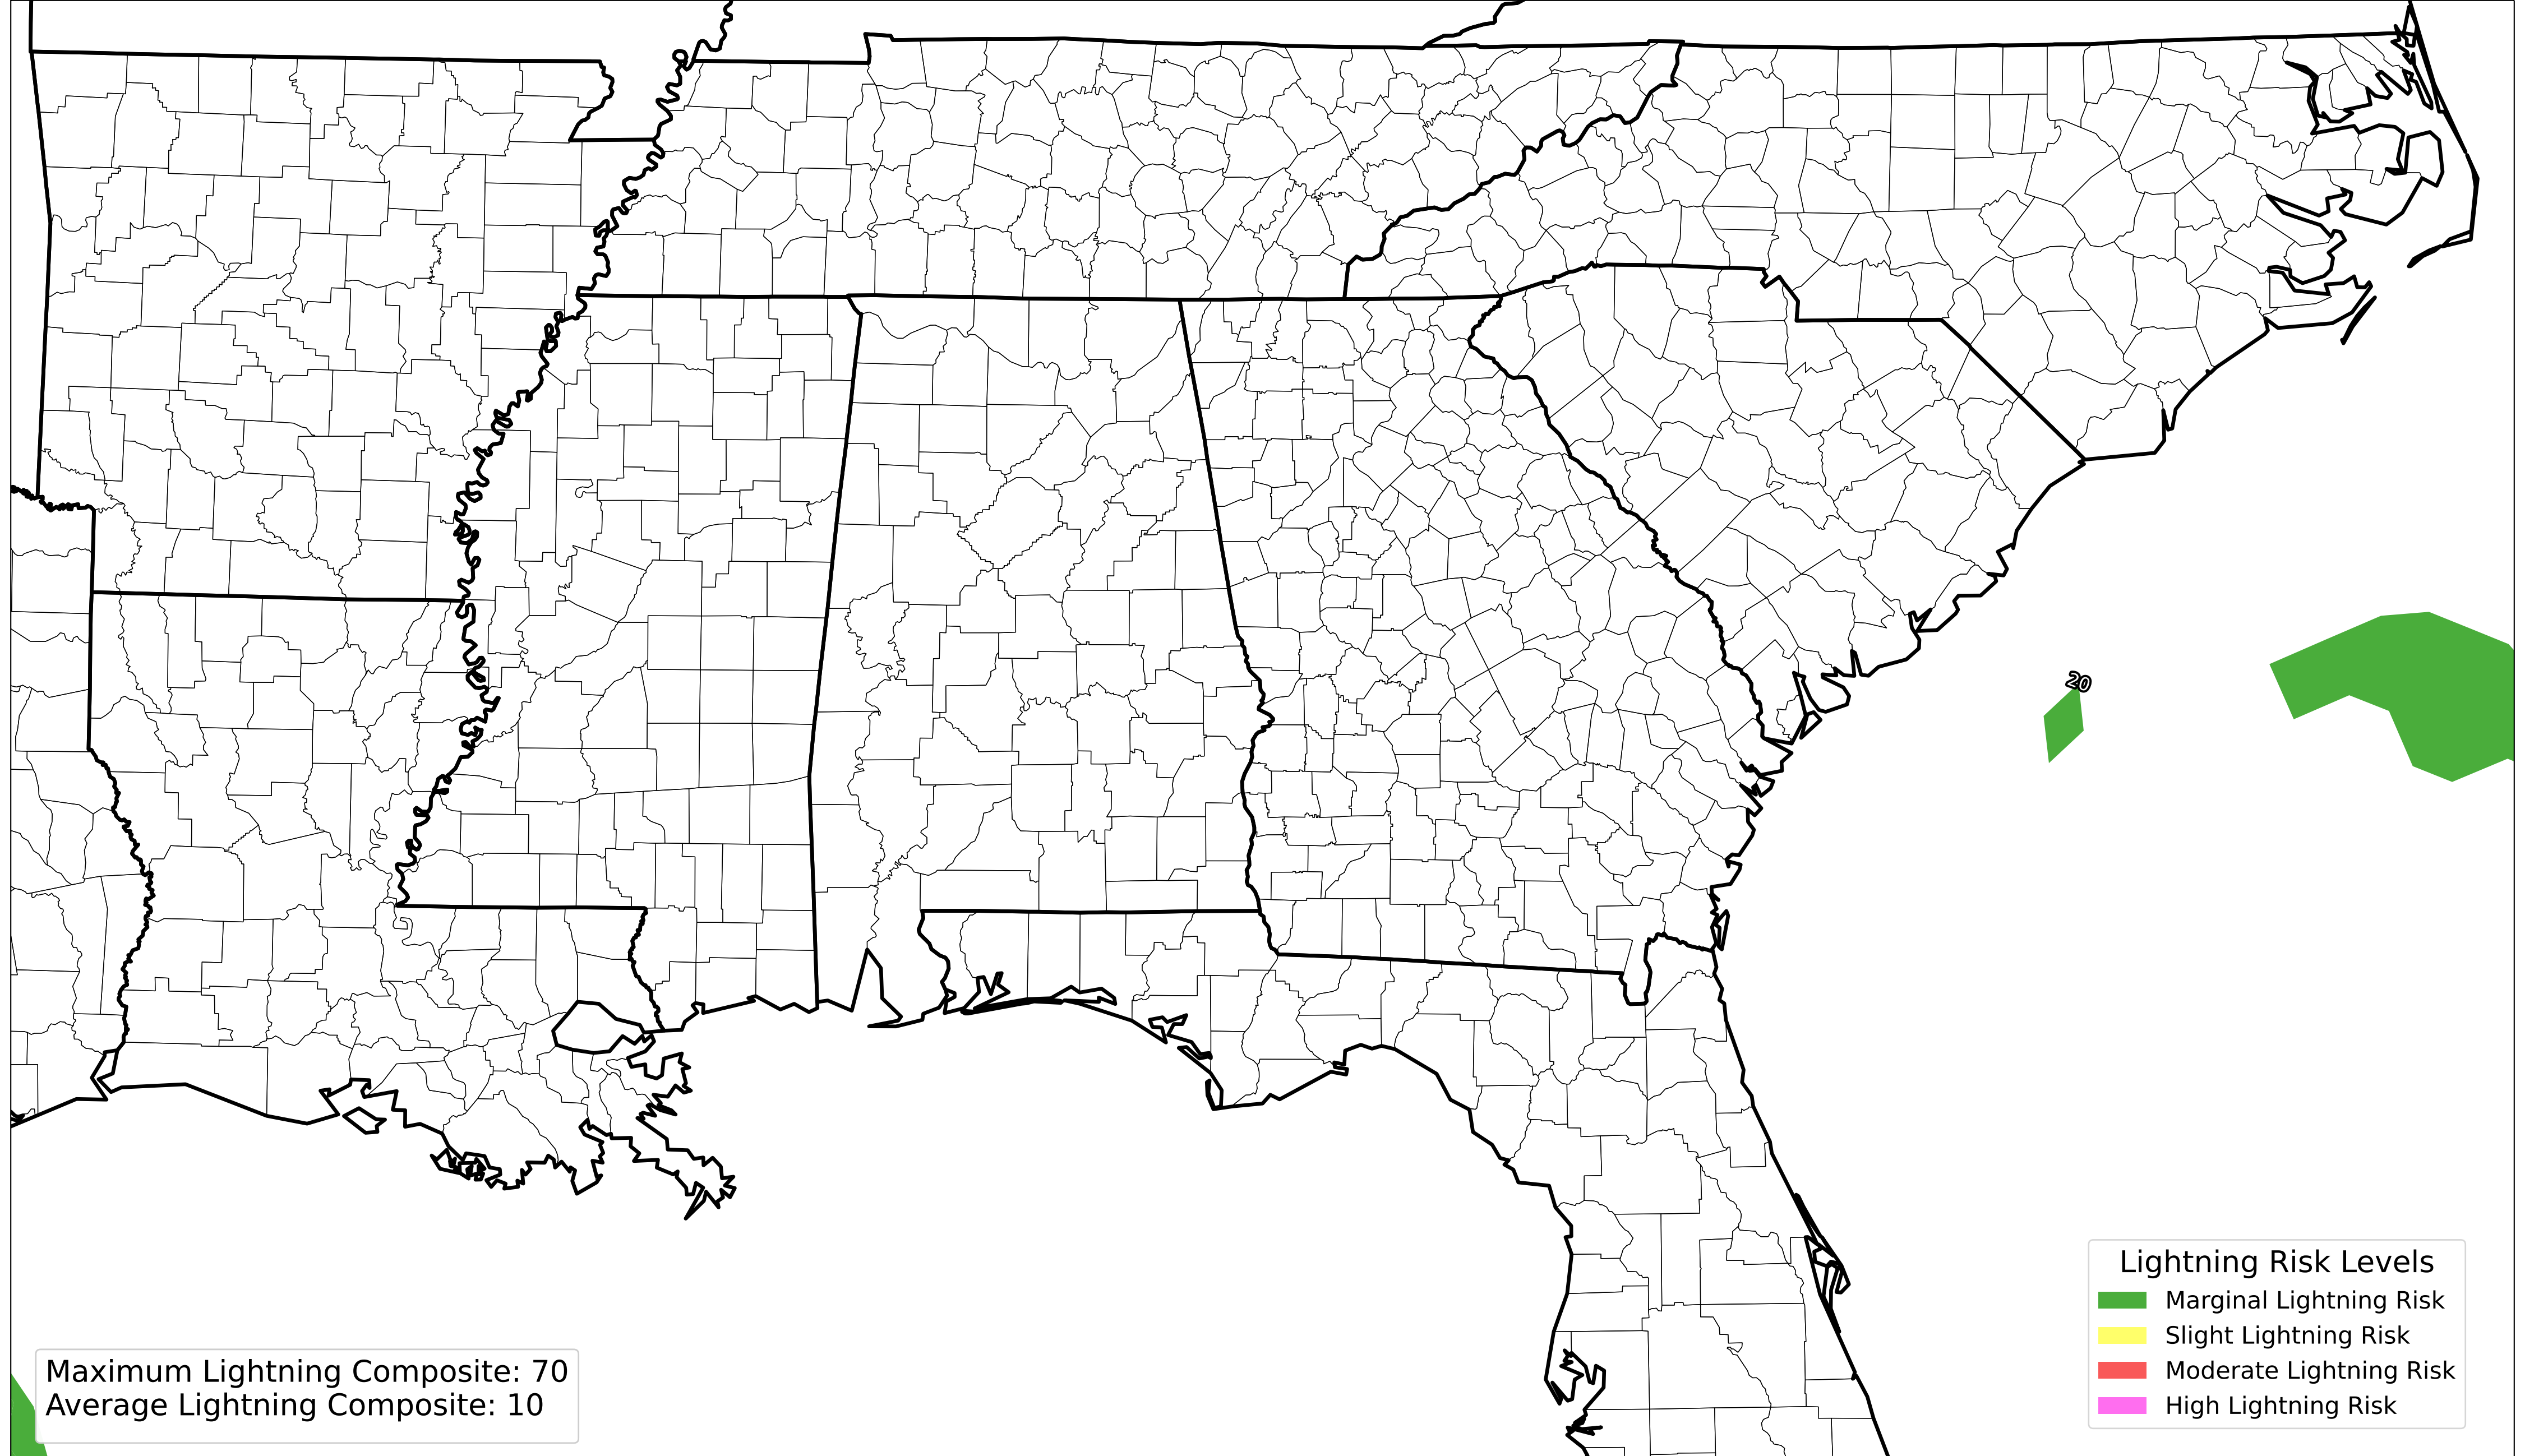 20
Lightning Risk Levels
Marginal Lightning Risk
Slight Lightning Risk
Moderate Lightning Risk
High Lightning Risk
Maximum Lightning Composite: 70
Average Lightning Composite: 10